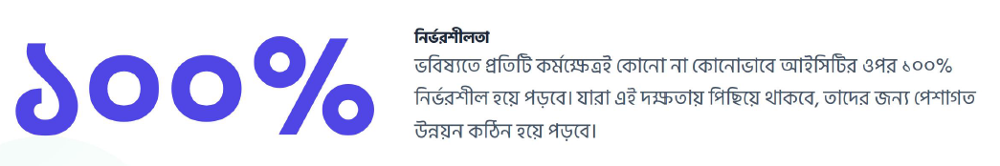 ১০০%
নির্ভরশীলতা
ভবিষ্যতে প্রতিটি কর্মক্ষেত্রই কোনো না কোনোভাবে আইসিটির ওপর ১০০%
নির্ভরশীল হয়ে পড়বে। যারা এই দক্ষতায় পিছিয়ে থাকবে, তাদের জন্য পেশাগত
উন্নয়ন কঠিন হয়ে পড়বে।